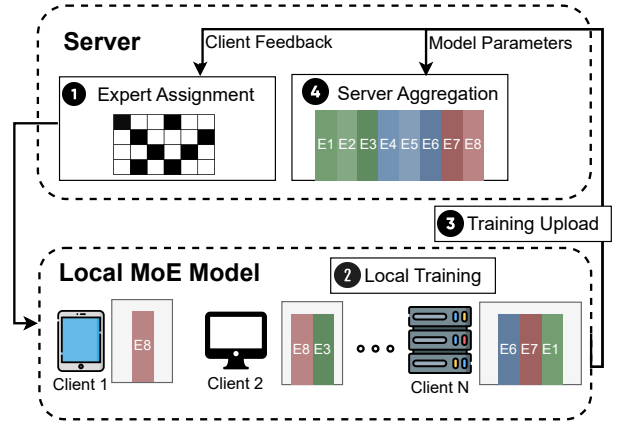 Server
Client Feedback
Model Parameters
1 Expert Assignment
4 Server Aggregation
E1 E2 E3 E4 E5 E6 E7 E8
3 Training Upload
Local MoE Model
2 Local Training
E8
E8 E3
E6 E7 E1
Client 1
Client 2
Client N